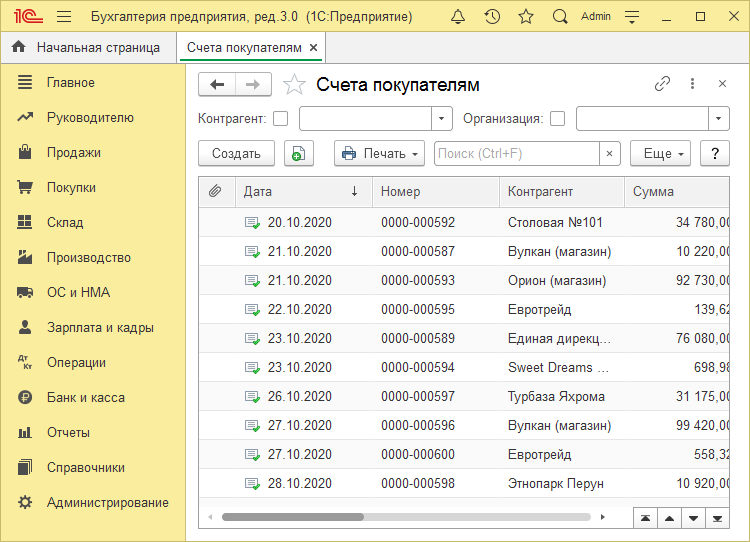 1С Бухгалтерия предприятия, ред.3.0 (1С:Предприятие) Admin
Начальная страница Счета покупателям ×
Главное
Руководителю
Продажи
Покупки
Склад
Производство
ОС и НМА
Зарплата и кадры
Дт Кт Операции
Банк и касса
Отчеты
Справочники
Администрирование
Счета покупателям
Контрагент: Организация:
Создать Печать Поиск (Ctrl+F) × Еще ?
Дата ↓ Номер Контрагент Сумма
20.10.2020 0000-000592 Столовая №101 34 780,00
21.10.2020 0000-000587 Вулкан (магазин) 10 220,00
21.10.2020 0000-000593 Орион (магазин) 92 730,00
22.10.2020 0000-000595 Евротрейд 139,62
23.10.2020 0000-000589 Единая дирекц... 76 080,00
23.10.2020 0000-000594 Sweet Dreams ... 698,98
26.10.2020 0000-000597 Турбаза Яхрома 31 175,00
27.10.2020 0000-000596 Вулкан (магазин) 99 420,00
27.10.2020 0000-000600 Евротрейд 558,32
28.10.2020 0000-000598 Этнопарк Перун 10 920,00